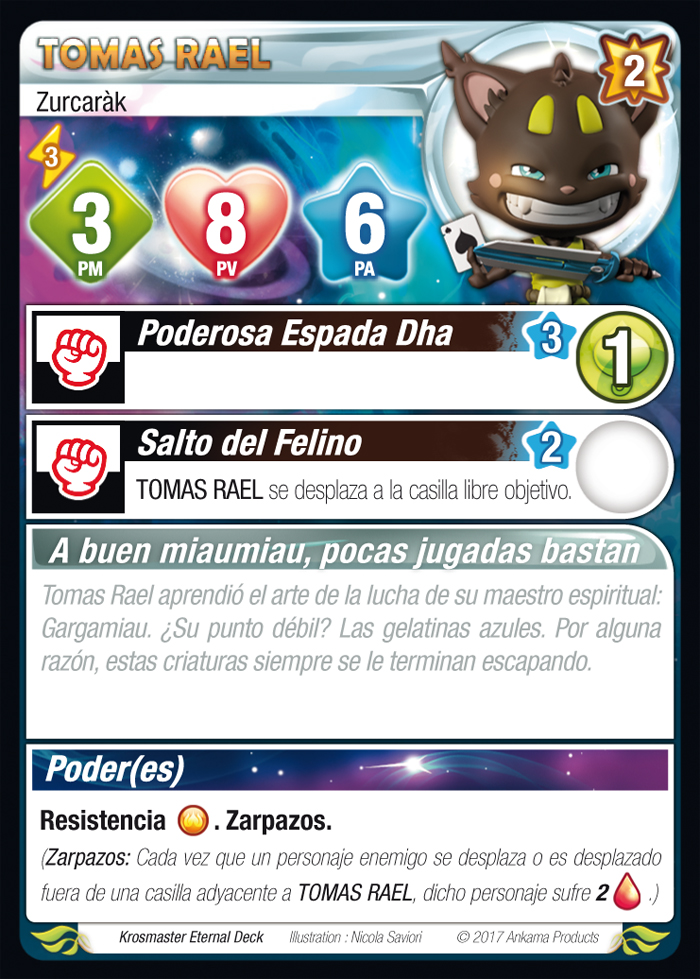 TOMAS RAEL
2
Zurcaràk
3
3
PM
8
PV
6
PA
Poderosa Espada Dha
3
1
Salto del Felino
2
TOMAS RAEL se desplaza a la casilla libre objetivo.
A buen miaumiau, pocas jugadas bastan
Tomas Rael aprendió el arte de la lucha de su maestro espiritual:
Gargamiau. ¿Su punto débil? Las gelatinas azules. Por alguna
razón, estas criaturas siempre se le terminan escapando.
Poder(es)
Resistencia . Zarpazos.
(Zarpazos: Cada vez que un personaje enemigo se desplaza o es desplazado
fuera de una casilla adyacente a TOMAS RAEL, dicho personaje sufre 2 .)
Krosmaster Eternal Deck Illustration : Nicola Saviori © 2017 Ankama Products